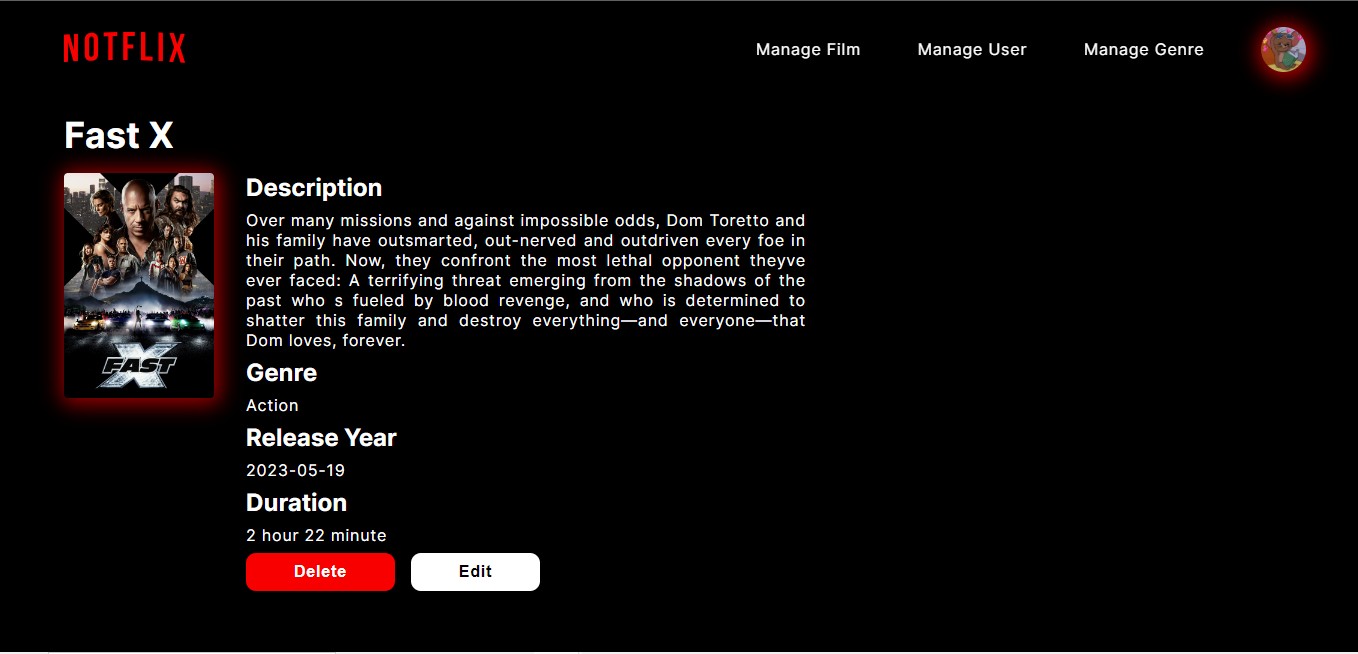 NOTFLIX
Manage Film
Manage User
Manage Genre
Fast X
Description
Over many missions and against impossible odds, Dom Toretto and
his family have outsmarted, out-nerved and outdriven every foe in
their path. Now, they confront the most lethal opponent theyve
ever faced: A terrifying threat emerging from the shadows of the
past who s fueled by blood revenge, and who is determined to
shatter this family and destroy everything—and everyone—that
Dom loves, forever.
FAST X
Genre
Action
Release Year
2023-05-19
Duration
2 hour 22 minute
Delete
Edit